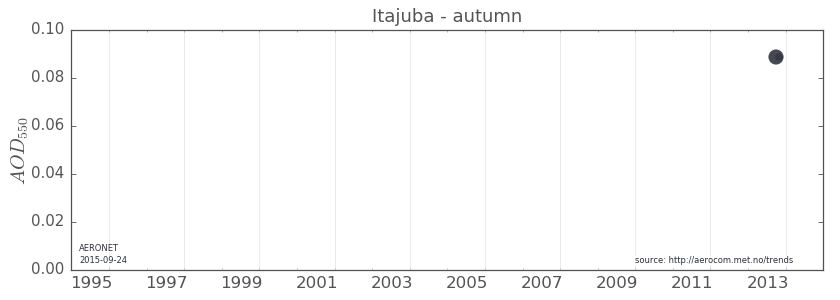 Itajuba - autumn
0.10
0.08
0.06
0.04
0.02
0.00
AOD550
AERONET
2015-09-24
source: http://aerocom.met.no/trends
1995 1997 1999 2001 2003 2005 2007 2009 2011 2013